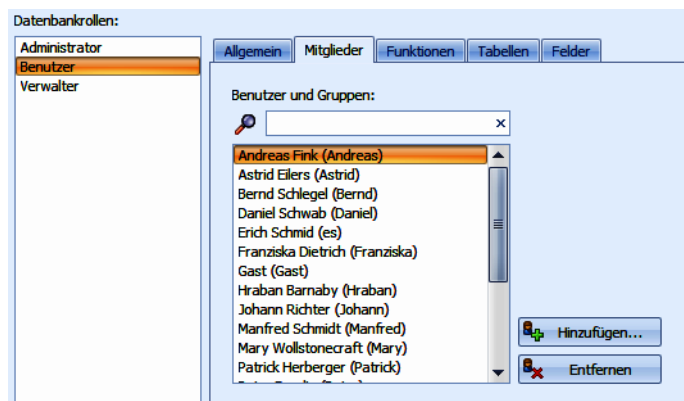 Datenbankrollen:
Administrator
Benutzer
Verwalter
Allgemein Mitglieder Funktionen Tabellen Felder
Benutzer und Gruppen:
Andreas Fink (Andreas)
Astrid Eilers (Astrid)
Bernd Schlegel (Bernd)
Daniel Schwab (Daniel)
Erich Schmid (es)
Franziska Dietrich (Franziska)
Gast (Gast)
Hraban Barnaby (Hraban)
Johann Richter (Johann)
Manfred Schmidt (Manfred)
Mary Wollstonecraft (Mary)
Patrick Herberger (Patrick)
Hinzufügen...
Entfernen